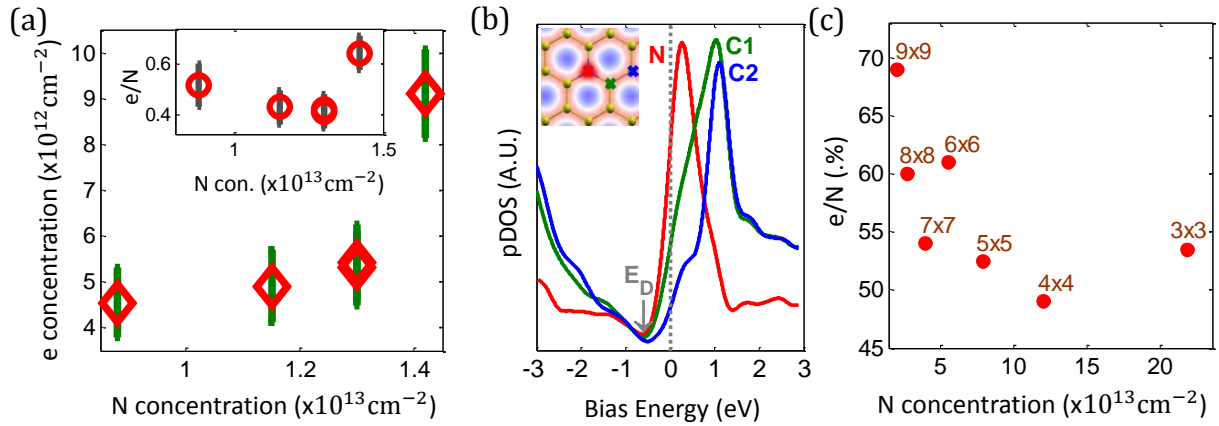 (a)
e concentration (x10¹² cm⁻²)
10
9
8
7
6
5
4
1
1.2
1.4
N concentration (x10¹³cm⁻²)
e/N
0.6
0.4
1
1.5
N con. (x10¹³cm⁻²)
(b)
pDOS (A.U.)
N
C1
C2
E_D
-3
-2
-1
0
1
2
3
Bias Energy (eV)
(c)
e/N (.%)
70
65
60
55
50
45
9x9
8x8
6x6
7x7
5x5
4x4
3x3
5
10
15
20
N concentration (x10¹³cm⁻²)